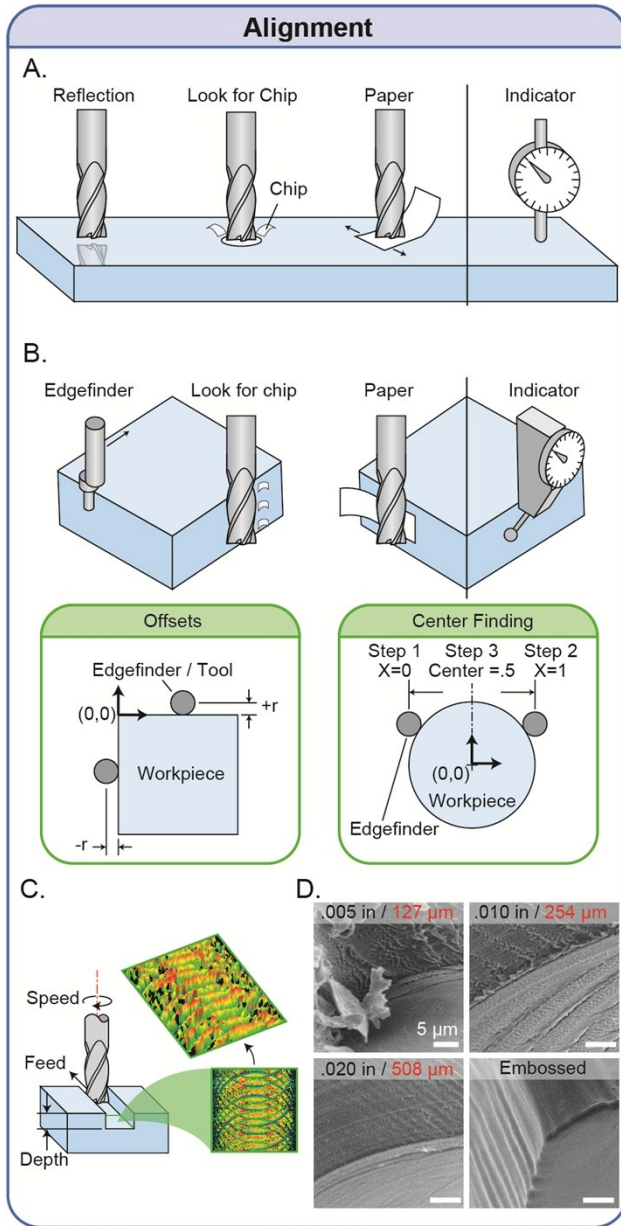 Alignment
A.
Reflection
Look for Chip
Paper
Indicator
Chip
B.
Edgefinder
Look for chip
Paper
Indicator
Offsets
Edgefinder / Tool
+r
(0,0)
Workpiece
-r
Center Finding
Step 1 Step 3 Step 2
X=0 Center =.5 X=1
(0,0)
Workpiece
Edgefinder
C.
Speed
Feed
Depth
D.
.005 in / 127 µm
5 µm
.010 in / 254 µm
.020 in / 508 µm
Embossed